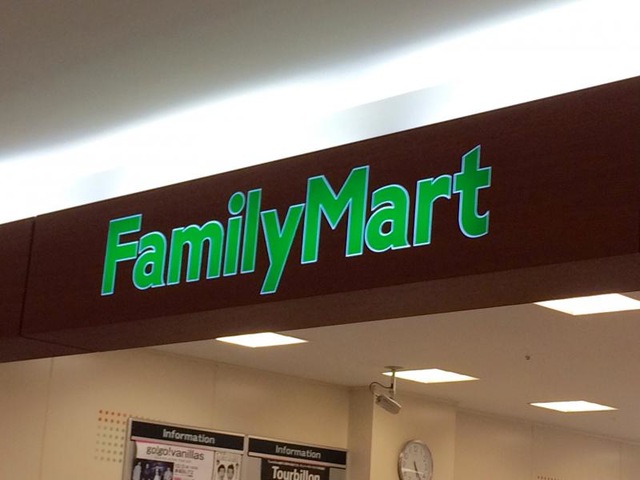 FamilyMart
Information
go!go!vanillas
Information
Tourbillon